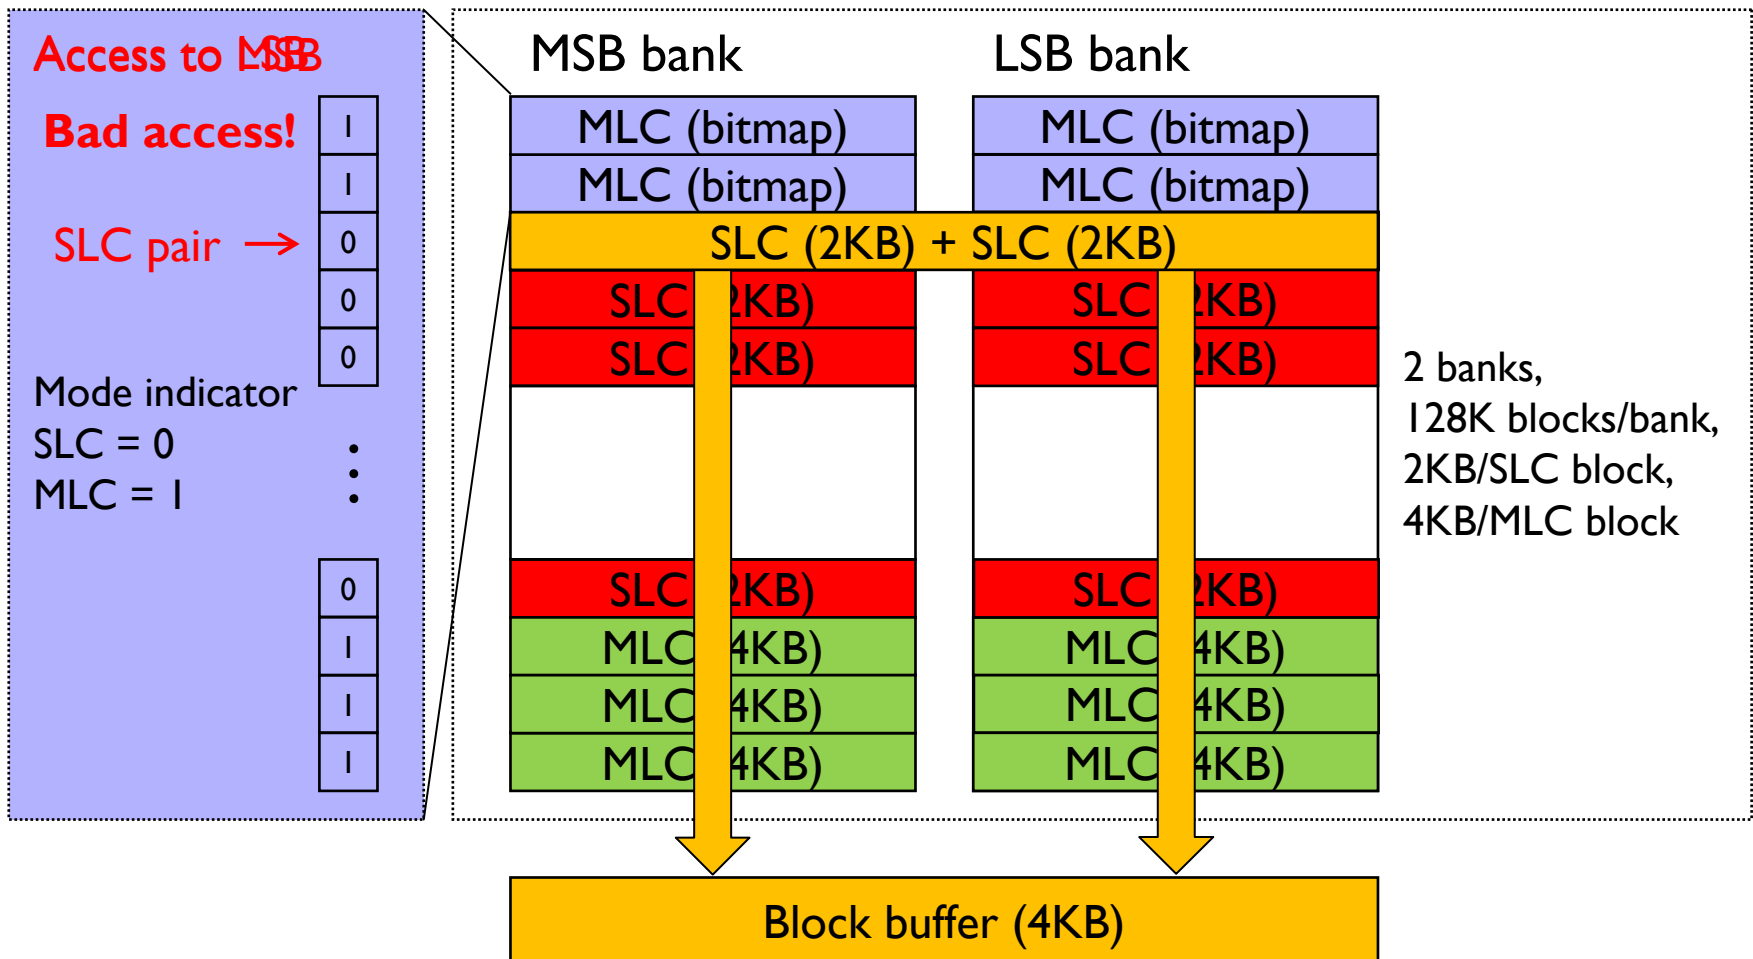 Access to MSB
Bad access!
SLC pair
1
1
0
0
0
Mode indicator
SLC = 0
MLC = 1
0
1
1
1
MSB bank
LSB bank
MLC (bitmap) MLC (bitmap)
MLC (bitmap) MLC (bitmap)
SLC (2KB) + SLC (2KB)
SLC (2KB) SLC (2KB)
SLC (2KB) SLC (2KB)
SLC (2KB) SLC (2KB)
MLC (4KB) MLC (4KB)
MLC (4KB) MLC (4KB)
MLC (4KB) MLC (4KB)
2 banks,
128K blocks/bank,
2KB/SLC block,
4KB/MLC block
Block buffer (4KB)